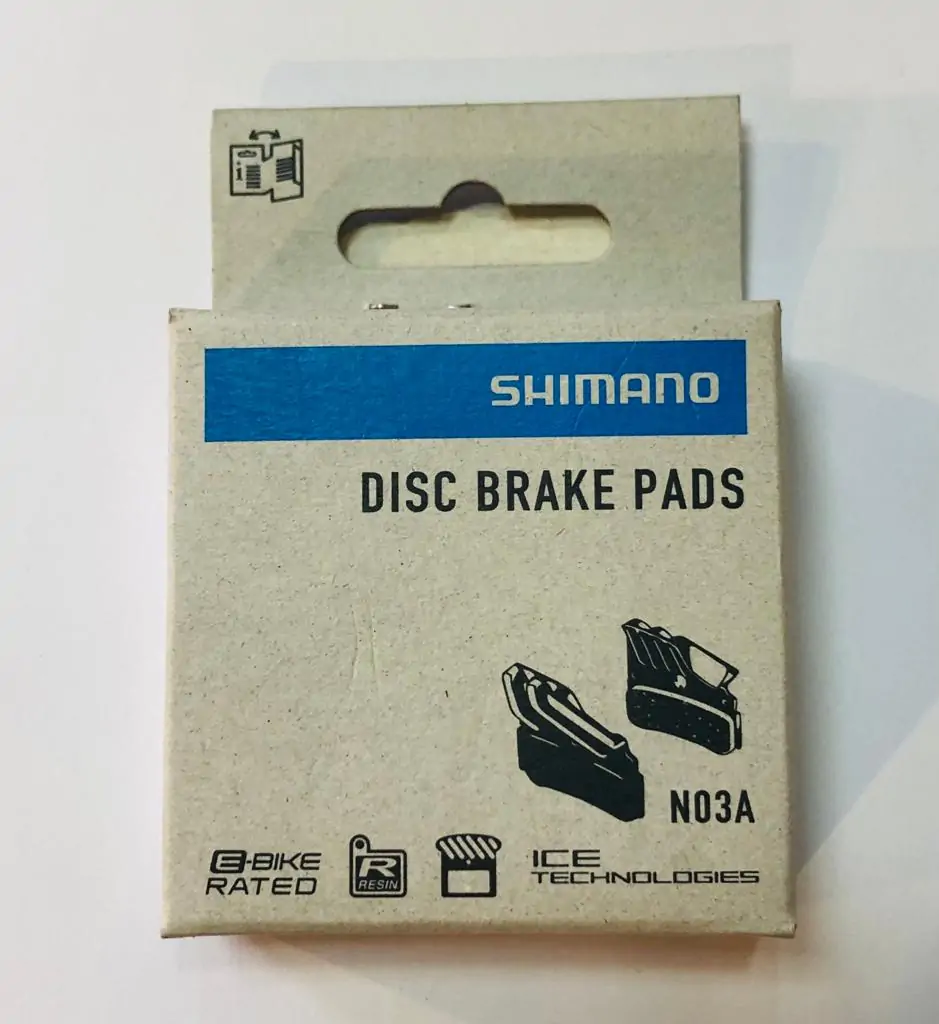 SHIMANO
DISC BRAKE PADS
N03A
E-BIKE
RATED
R
RESIN
ICE
TECHNOLOGIES